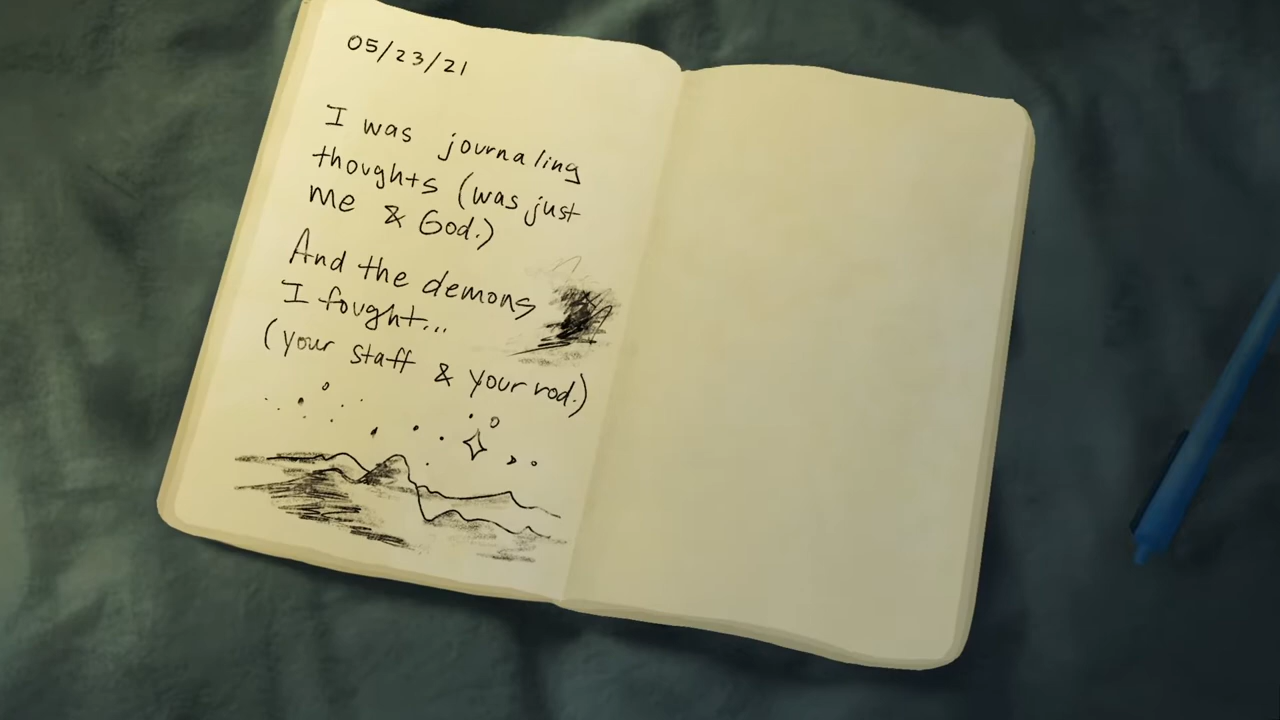 05/23/21
I was journaling
thoughts (was just
me & God.)
And the demons
I fought...
(your staff & your rod.)